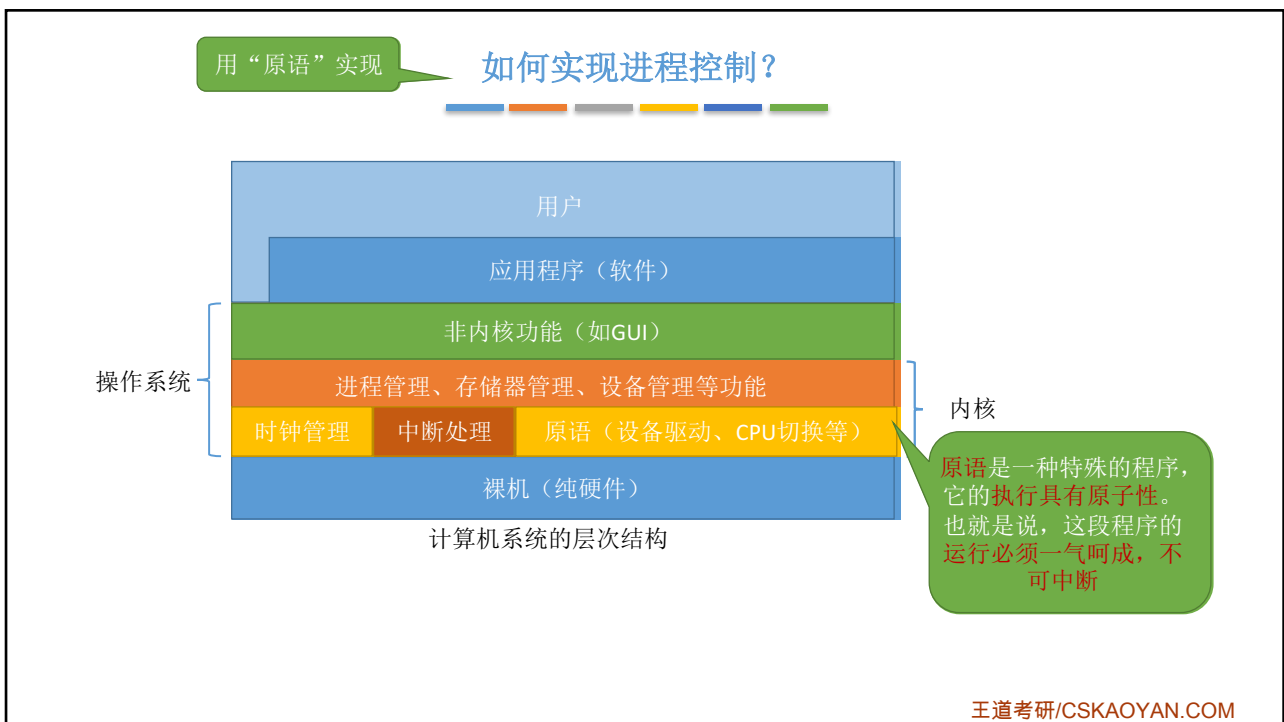 用“原语”实现
如何实现进程控制？
用户
应用程序（软件）
非内核功能（如GUI）
操作系统
进程管理、存储器管理、设备管理等功能
内核
时钟管理
中断处理
原语（设备驱动、CPU切换等）
裸机（纯硬件）
计算机系统的层次结构
原语是一种特殊的程序，
它的执行具有原子性。
也就是说，这段程序的
运行必须一气呵成，不
可中断
王道考研/CSKAOYAN.COM